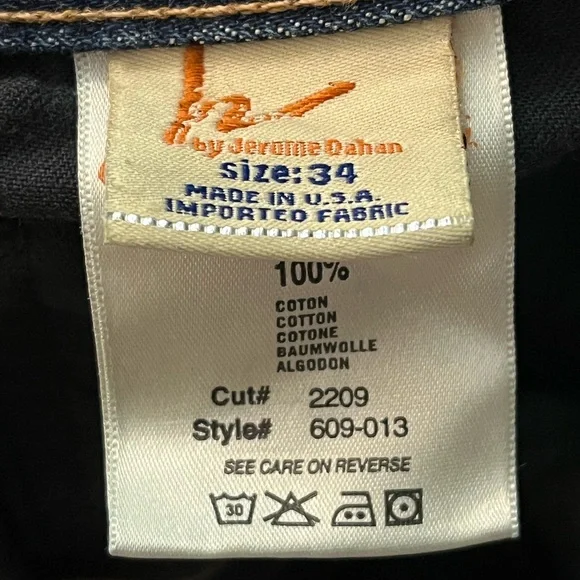 by Jerome Dahan
Size: 34
MADE IN U.S.A.
IMPORTED FABRIC
100%
COTON
COTTON
COTONE
BAUMWOLLE
ALGODON
Cut# 2209
Style# 609-013
SEE CARE ON REVERSE
30